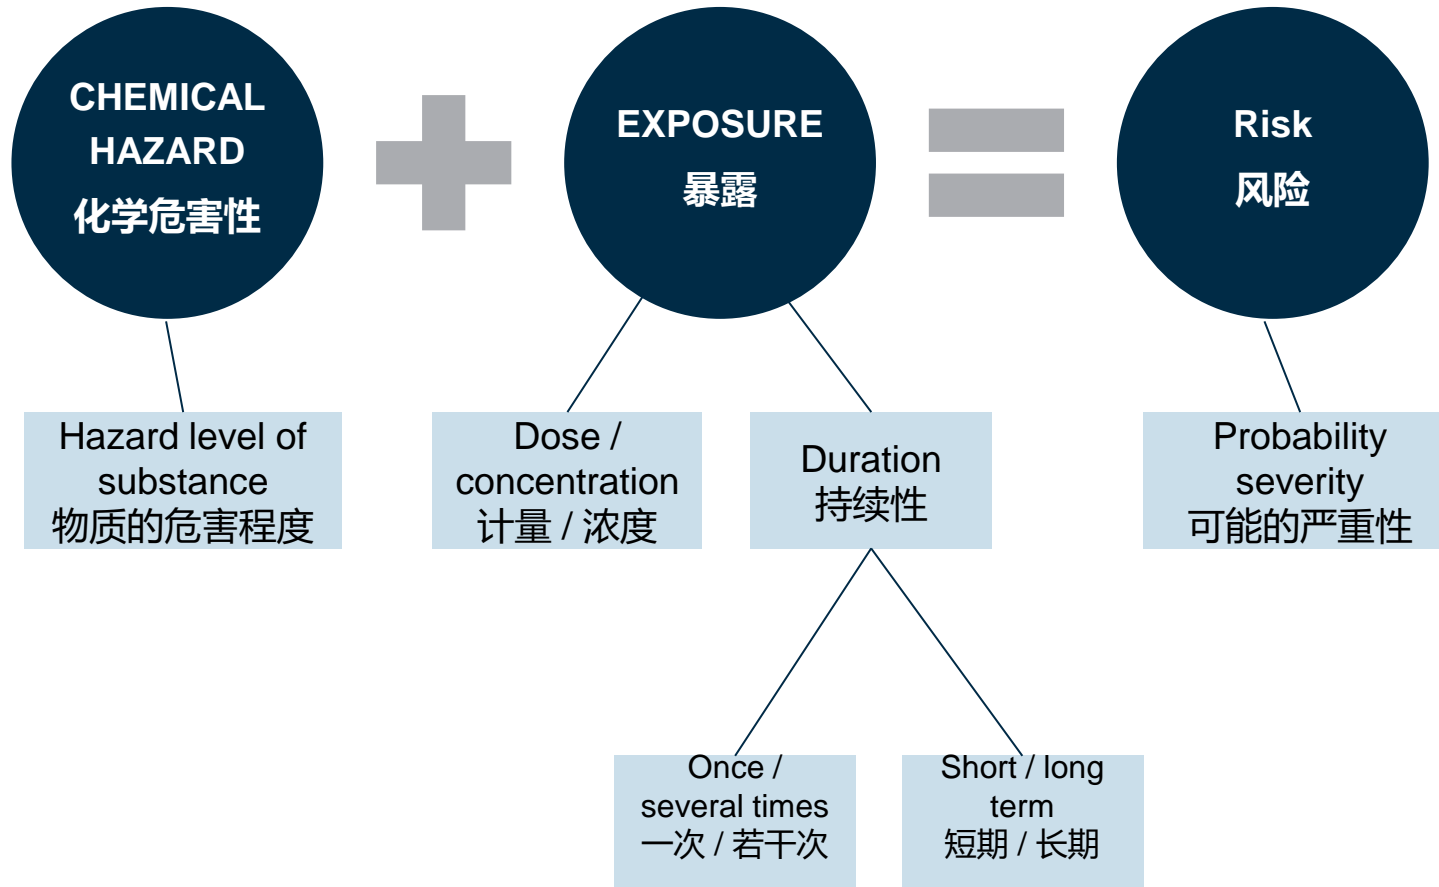 CHEMICAL
HAZARD
化学危害性
EXPOSURE
暴露
Risk
风险
Hazard level of
substance
物质的危害程度
Dose /
concentration
计量 / 浓度
Duration
持续性
Probability
severity
可能的严重性
Once /
several times
一次 / 若干次
Short / long
term
短期 / 长期